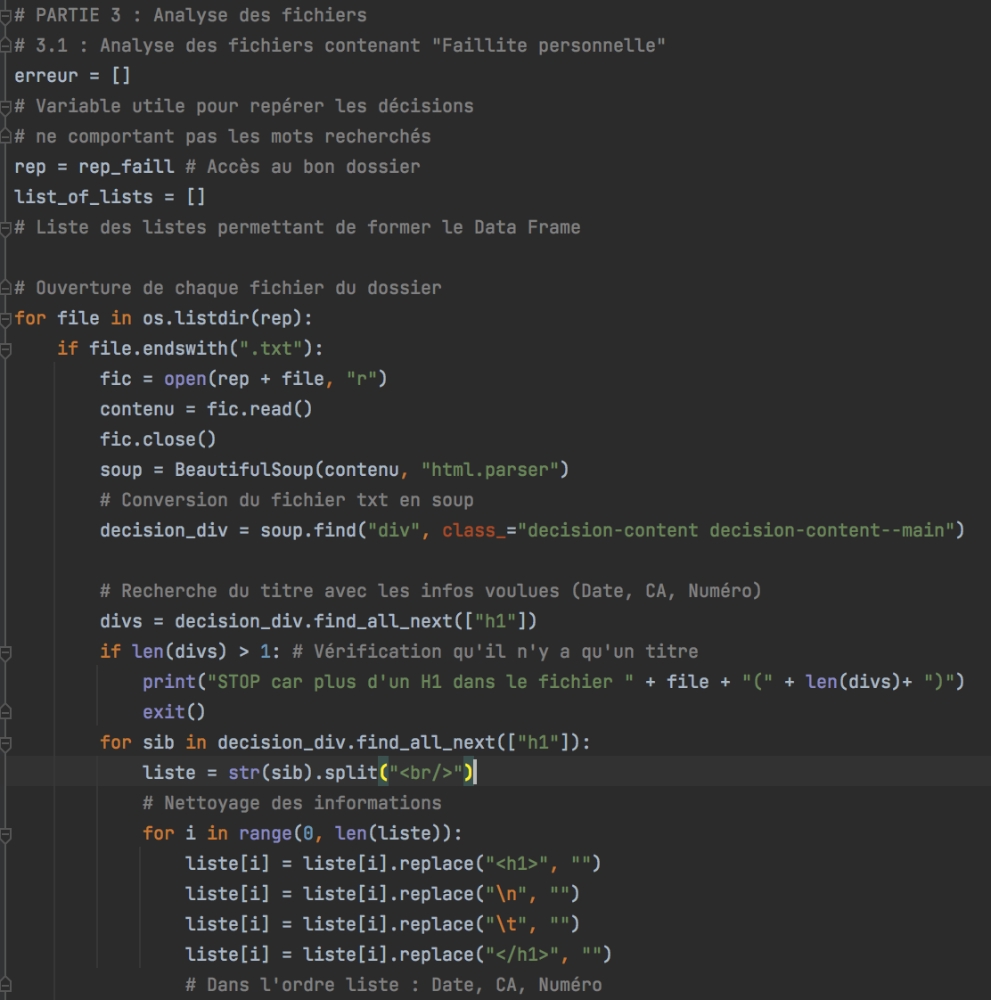 # PARTIE 3 : Analyse des fichiers
# 3.1 : Analyse des fichiers contenant "Faillite personnelle"
erreur = []
# Variable utile pour repérer les décisions
# ne comportant pas les mots recherchés
rep = rep_faill # Accès au bon dossier
list_of_lists = []
# Liste des listes permettant de former le Data Frame

# Ouverture de chaque fichier du dossier
for file in os.listdir(rep):
    if file.endswith(".txt"):
        fic = open(rep + file, "r")
        contenu = fic.read()
        fic.close()
        soup = BeautifulSoup(contenu, "html.parser")
        # Conversion du fichier txt en soup
        decision_div = soup.find("div", class_="decision-content decision-content--main")

        # Recherche du titre avec les infos voulues (Date, CA, Numéro)
        divs = decision_div.find_all_next(["h1"])
        if len(divs) > 1: # Vérification qu'il n'y a qu'un titre
            print("STOP car plus d'un H1 dans le fichier " + file + "(" + len(divs)+ ")")
            exit()
        for sib in decision_div.find_all_next(["h1"]):
            liste = str(sib).split("<br/>")
            # Nettoyage des informations
            for i in range(0, len(liste)):
                liste[i] = liste[i].replace("<h1>", "")
                liste[i] = liste[i].replace("\n", "")
                liste[i] = liste[i].replace("\t", "")
                liste[i] = liste[i].replace("</h1>", "")
                # Dans l'ordre liste : Date, CA, Numéro